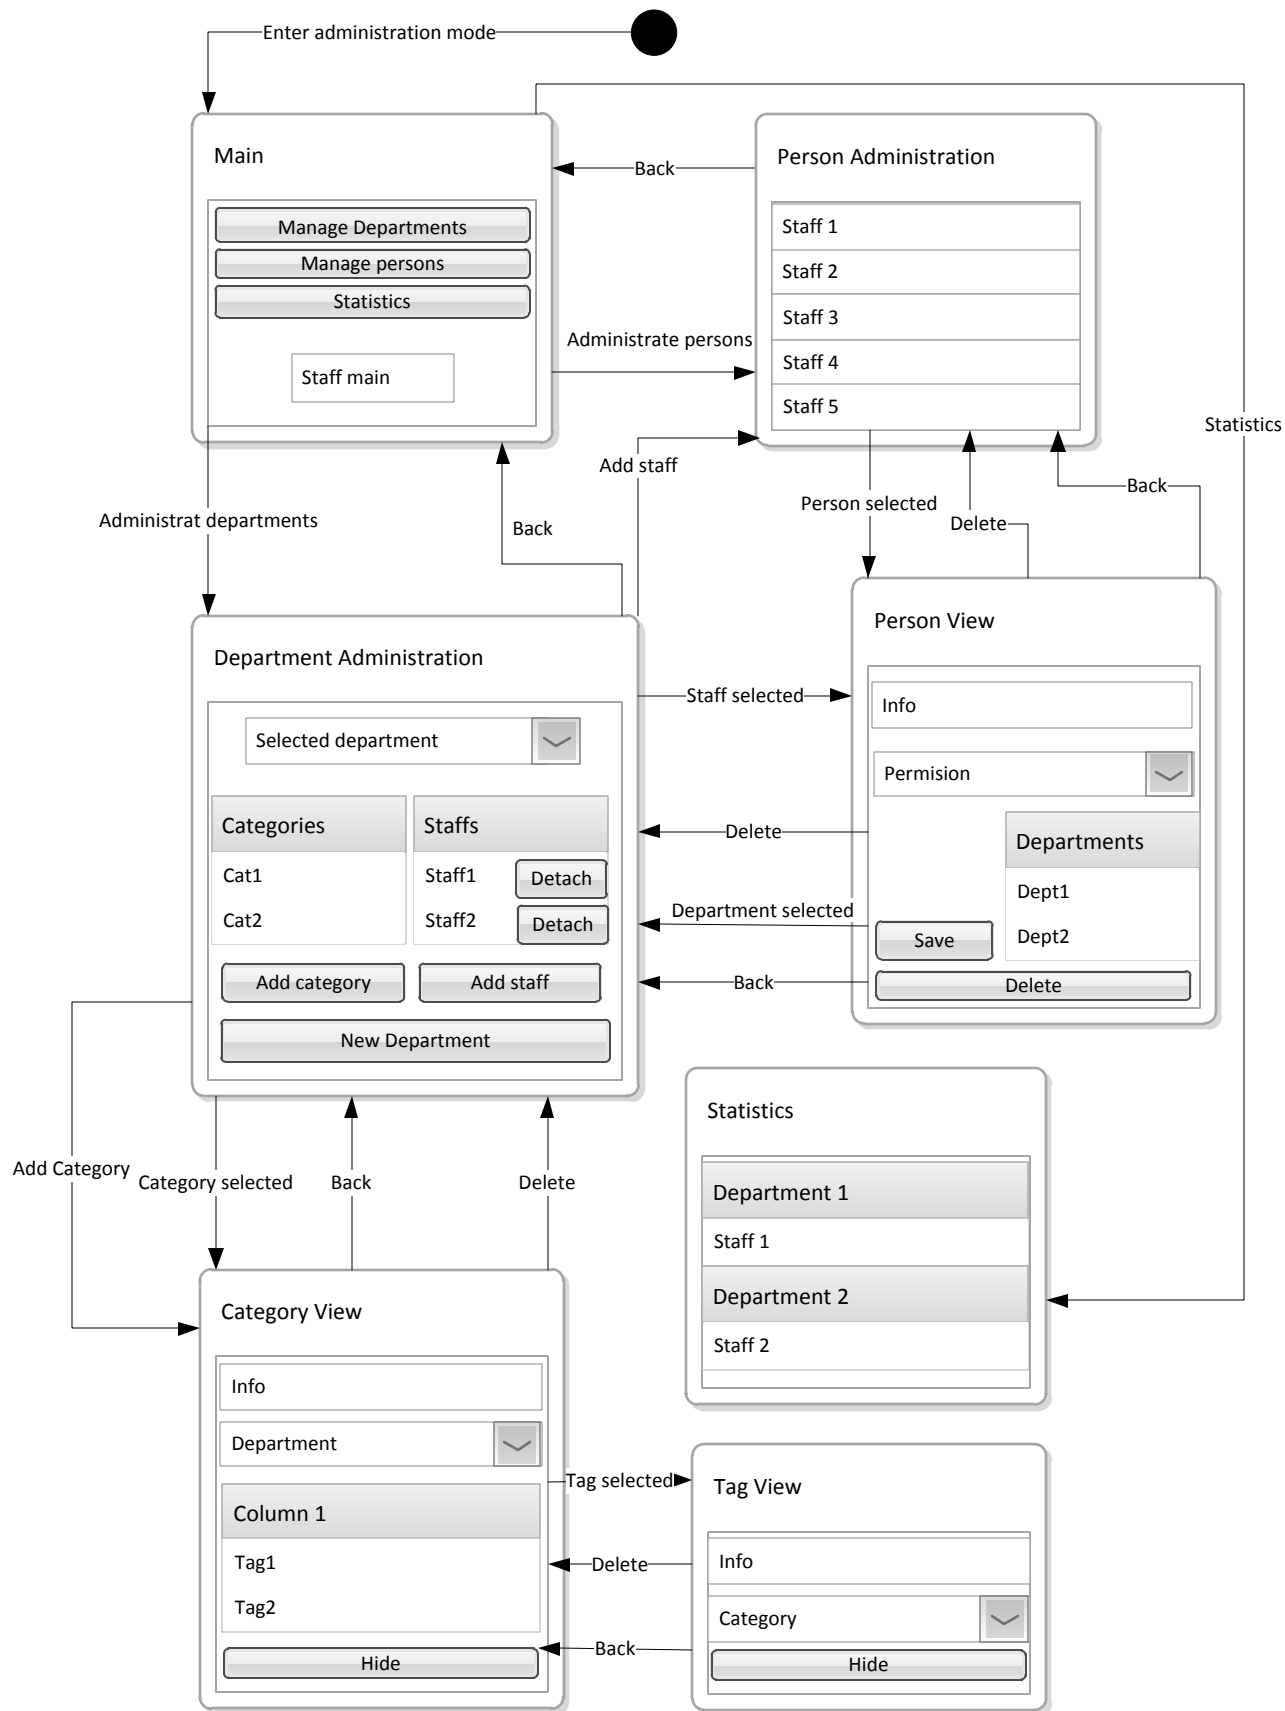 Enter administration mode
Main
Manage Departments
Manage persons
Statistics
Staff main
Back
Person Administration
Staff 1
Staff 2
Staff 3
Staff 4
Staff 5
Administrate persons
Statistics
Add staff
Person selected
Delete
Back
Administrat departments
Back
Department Administration
Selected department
Categories
Staffs
Cat1
Staff1
Detach
Cat2
Staff2
Detach
Add category
Add staff
New Department
Staff selected
Delete
Department selected
Back
Person View
Info
Permision
Departments
Dept1
Dept2
Save
Delete
Add Category
Category selected
Back
Delete
Statistics
Department 1
Staff 1
Department 2
Staff 2
Category View
Info
Department
Column 1
Tag1
Tag2
Hide
Tag selected
Delete
Back
Tag View
Info
Category
Hide